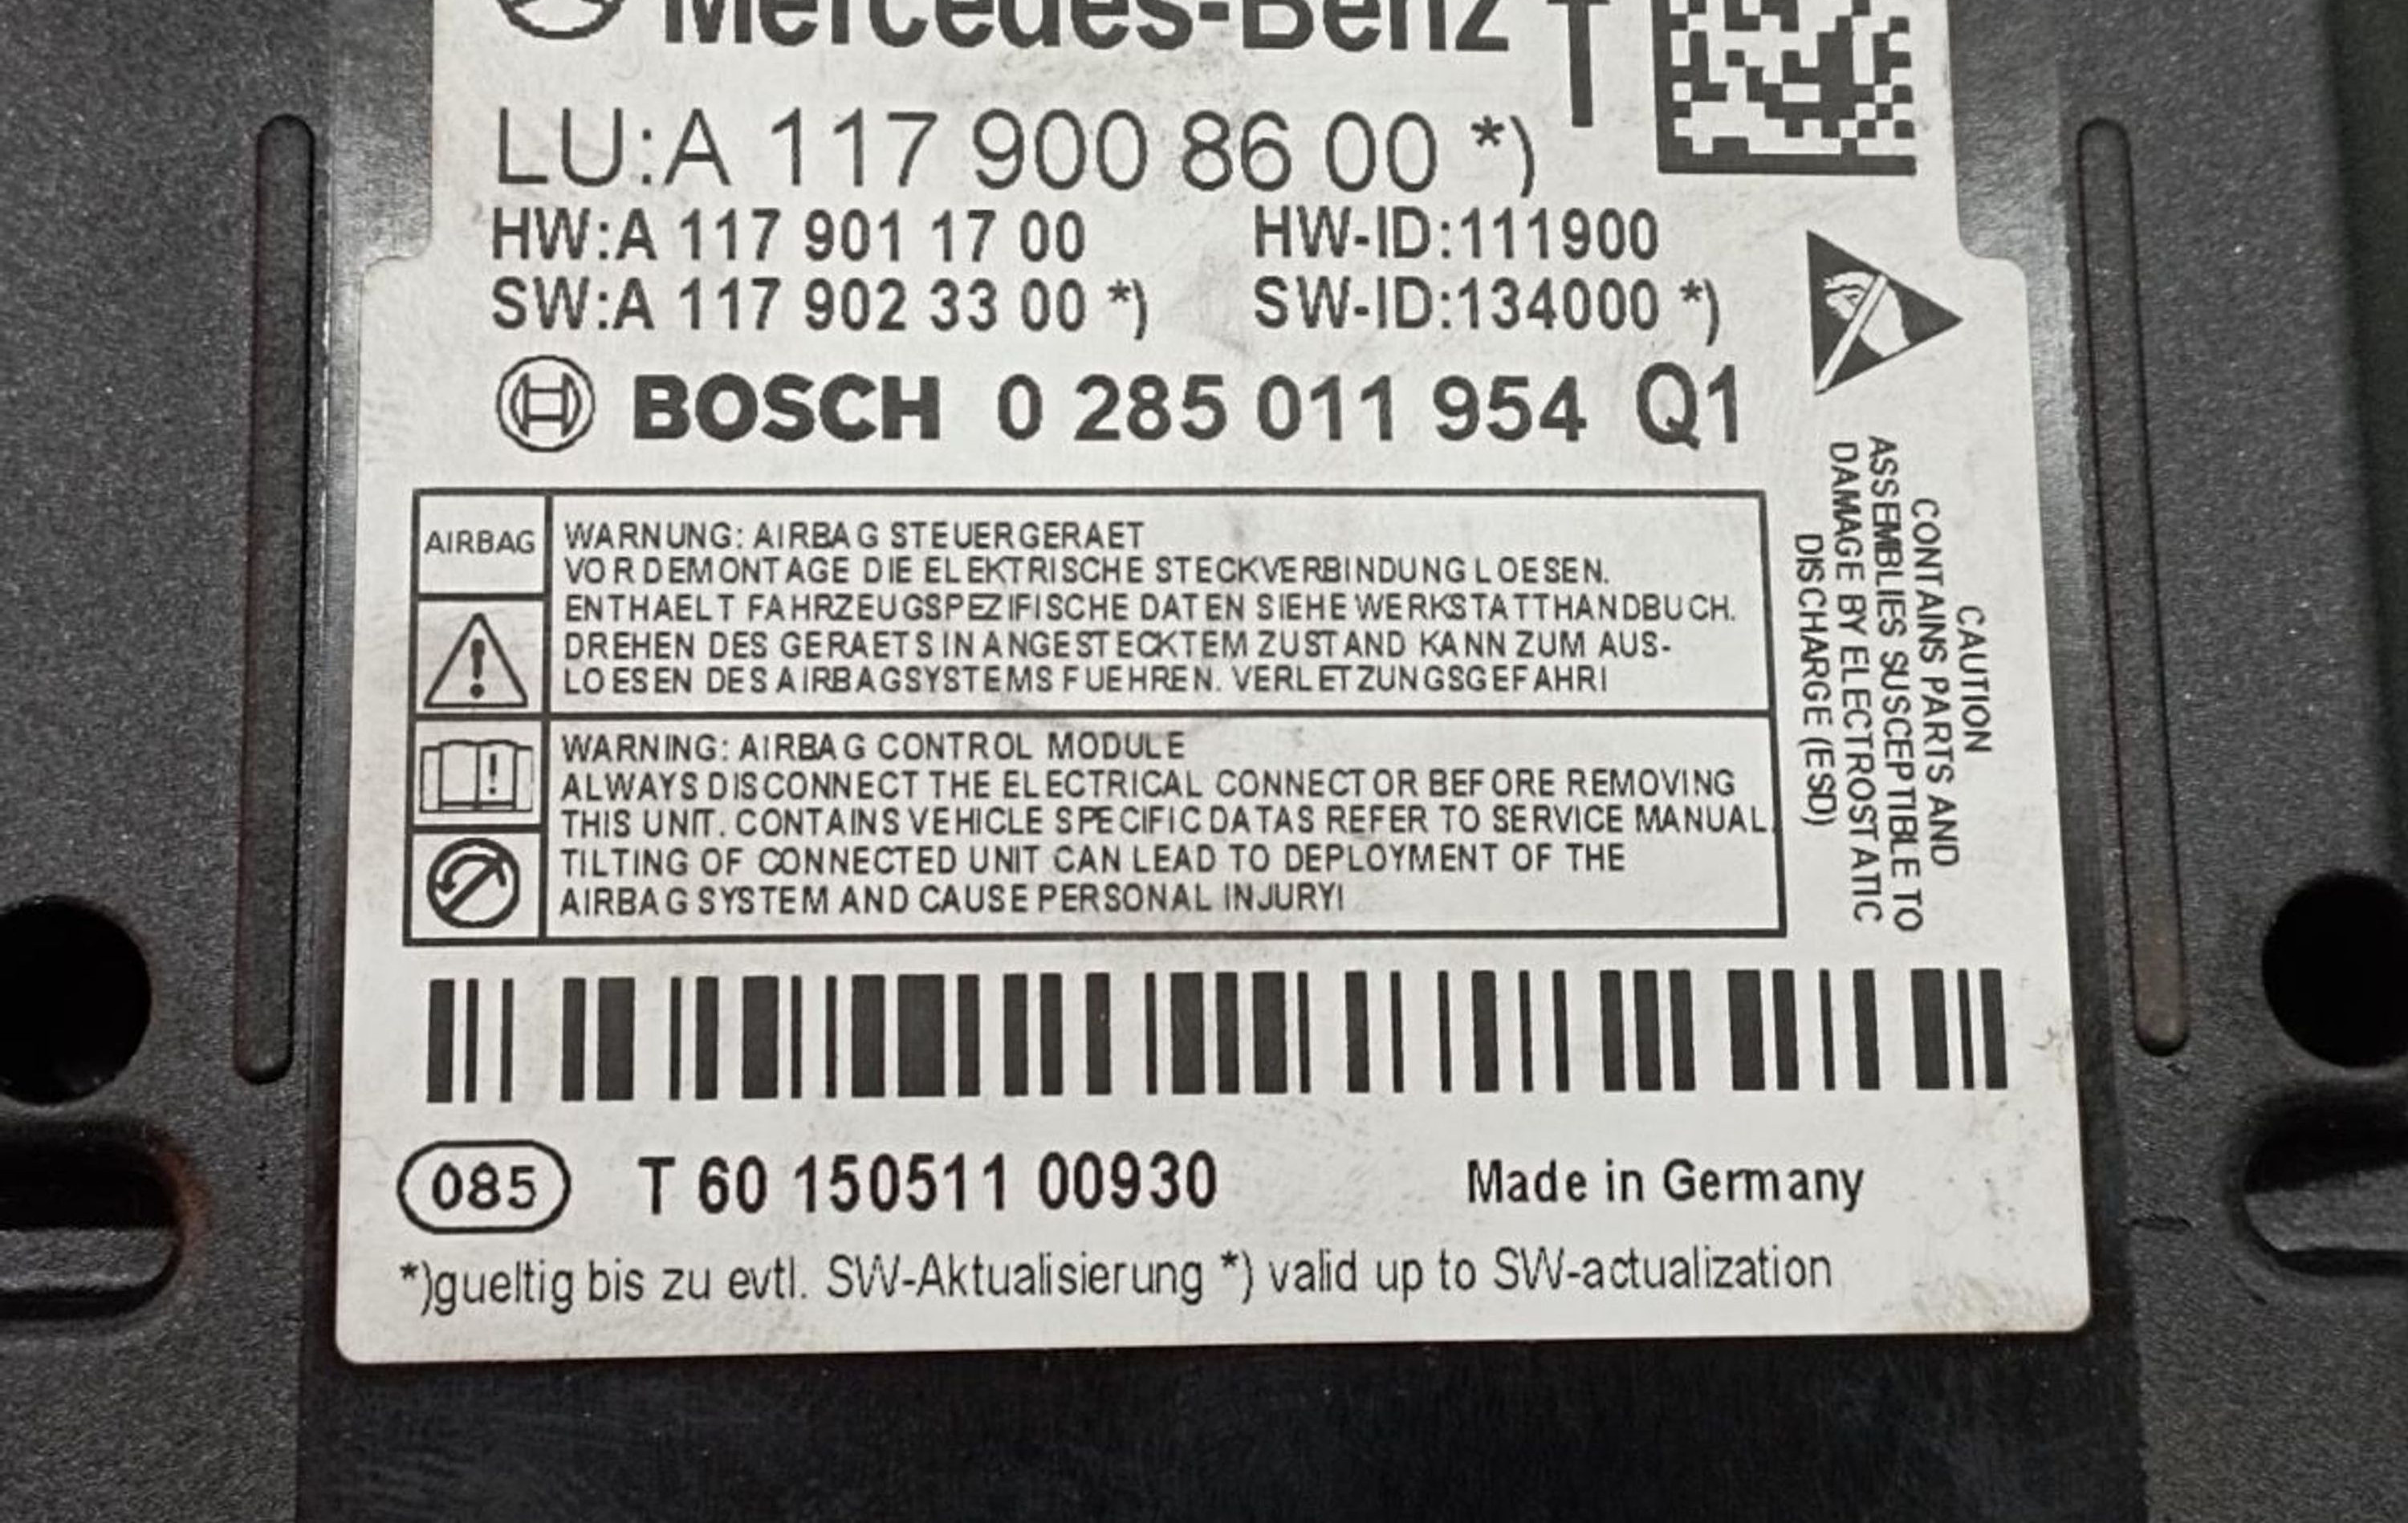 Mercedes-Benz T
LU:A 117 900 86 00 *)
HW:A 117 901 17 00 HW-ID:111900
SW:A 117 902 33 00 *) SW-ID:134000 *)
BOSCH 0 285 011 954 Q1
AIRBAG
WARNUNG: AIRBAG STEUERGERAET
VOR DEMONTAGE DIE ELEKTRISCHE STECKVERBINDUNG LOESEN.
ENTHAELT FAHRZEUGSPEZIFISCHE DATEN SIEHE WERKSTATTHANDBUCH.
DREHEN DES GERAETS IN ANGESTECKTEM ZUSTAND KANN ZUM AUS-
LOESEN DES AIRBAGSYSTEMS FUEHREN. VERLETZUNGSGEFAHR!
WARNING: AIRBAG CONTROL MODULE
ALWAYS DISCONNECT THE ELECTRICAL CONNECTOR BEFORE REMOVING
THIS UNIT. CONTAINS VEHICLE SPECIFIC DATAS REFER TO SERVICE MANUAL.
TILTING OF CONNECTED UNIT CAN LEAD TO DEPLOYMENT OF THE
AIRBAG SYSTEM AND CAUSE PERSONAL INJURY!
CAUTION
CONTAINS PARTS AND
ASSEMBLIES SUSCEPTIBLE TO
DAMAGE BY ELECTROSTATIC
DISCHARGE (ESD)
085 T 60 150511 00930 Made in Germany
*)gueltig bis zu evtl. SW-Aktualisierung *) valid up to SW-actualization